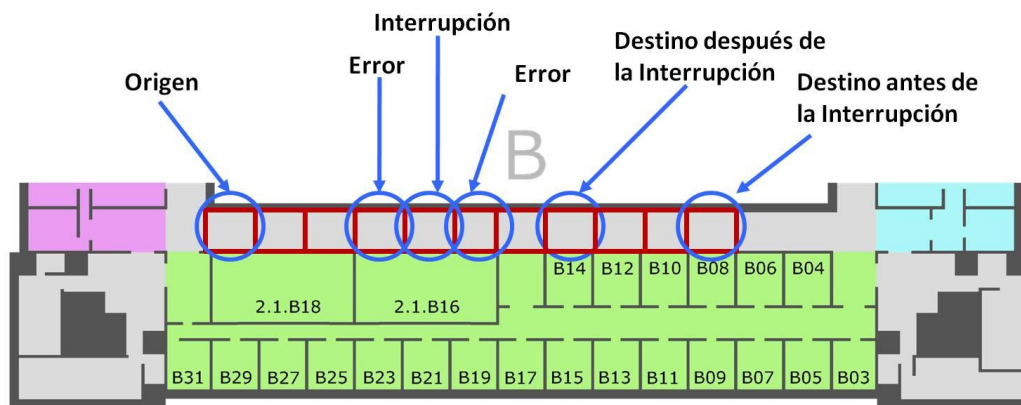 Interrupción
Error
Error
Origen
Destino después de
la Interrupción
Destino antes de
la Interrupción
B
B14
B12
B10
B08
B06
B04
2.1.B18
2.1.B16
B31
B29
B27
B25
B23
B21
B19
B17
B15
B13
B11
B09
B07
B05
B03